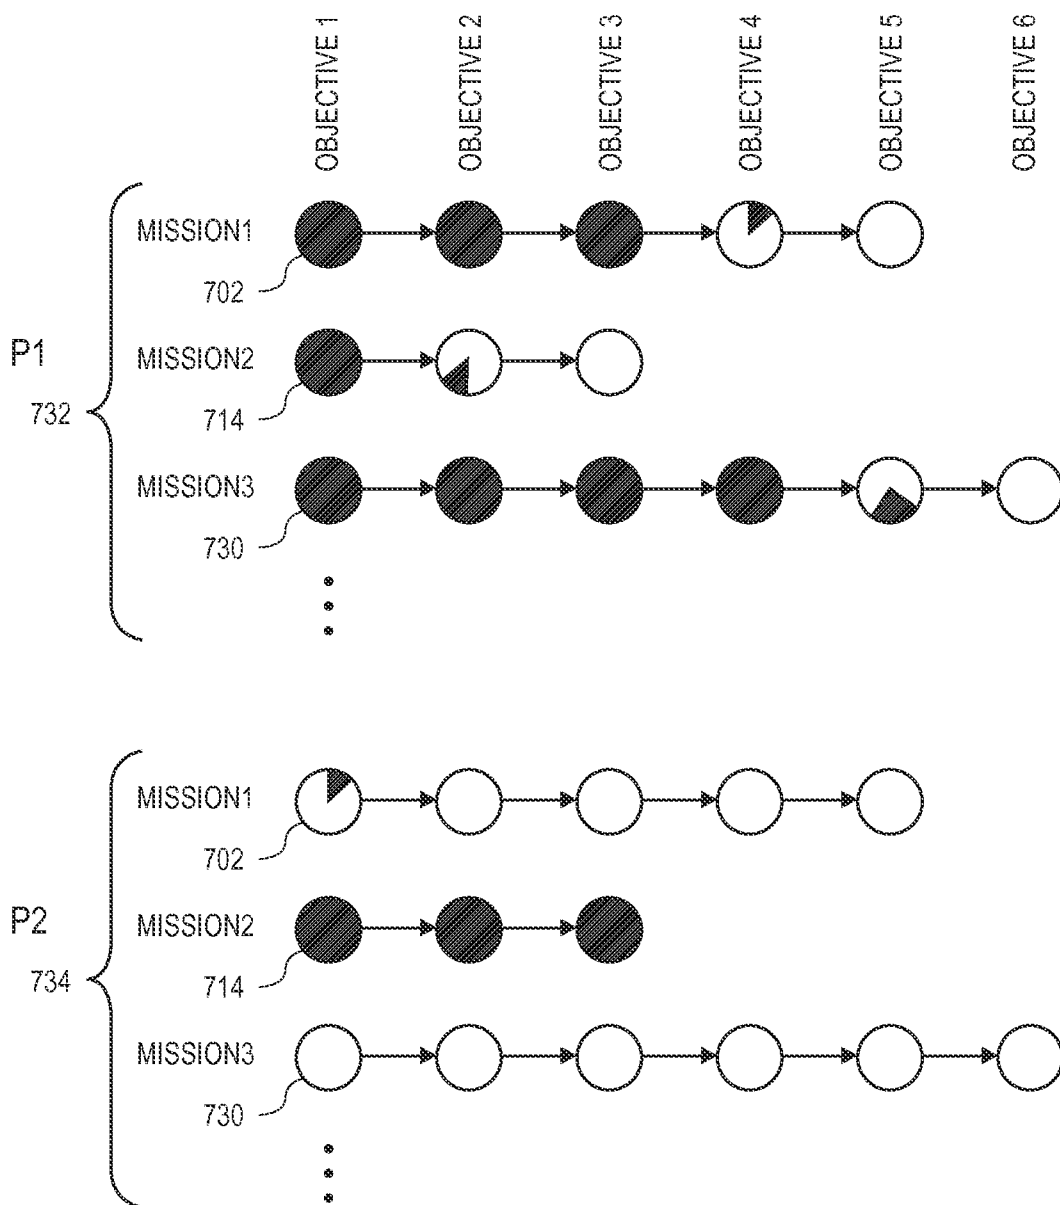 OBJECTIVE 1
OBJECTIVE 2
OBJECTIVE 3
OBJECTIVE 4
OBJECTIVE 5
OBJECTIVE 6
P1
732
MISSION1
702
MISSION2
714
MISSION3
730
P2
734
MISSION1
702
MISSION2
714
MISSION3
730